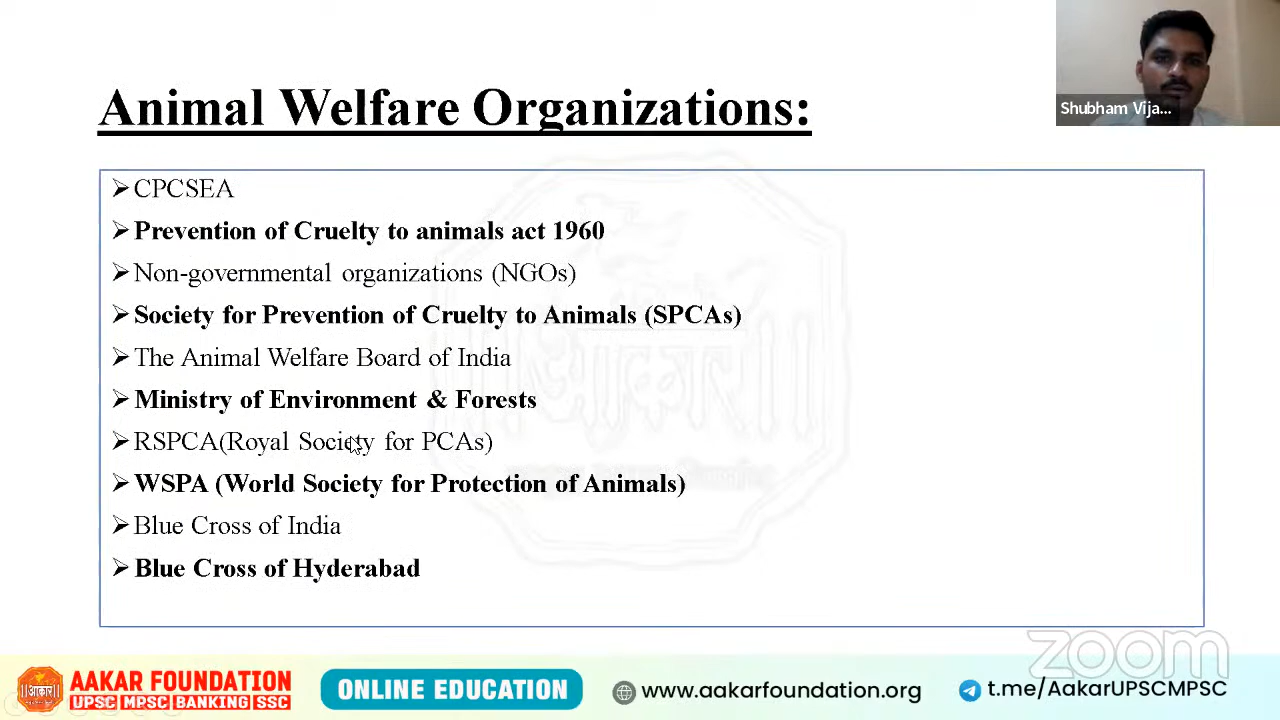 Animal Welfare Organizations:
Shubham Vija...
➢CPCSEA
➢Prevention of Cruelty to animals act 1960
➢Non-governmental organizations (NGOs)
➢Society for Prevention of Cruelty to Animals (SPCAs)
➢The Animal Welfare Board of India
➢Ministry of Environment & Forests
➢RSPCA(Royal Society for PCAs)
➢WSPA (World Society for Protection of Animals)
➢Blue Cross of India
➢Blue Cross of Hyderabad
॥आकार॥
zoom
॥आकार॥
AAKAR FOUNDATION
UPSC MPSC BANKING SSC
ONLINE EDUCATION
www.aakarfoundation.org
t.me/AakarUPSCMPSC